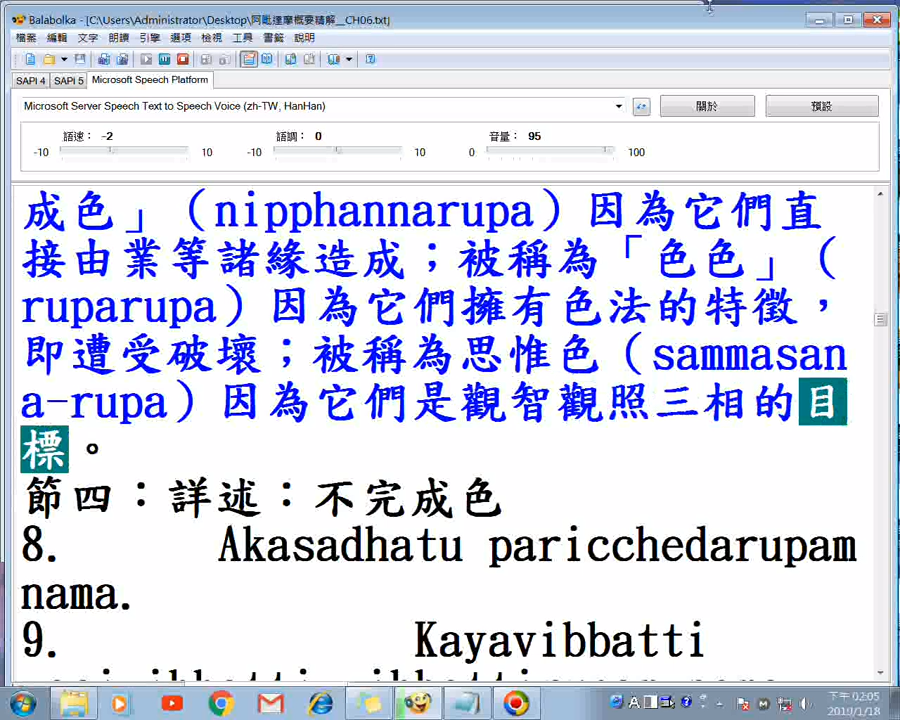 Balabolka - [C:\Users\Administrator\Desktop\阿毗達摩概要精解__CH06.txt]
檔案 編輯 文字 朗讀 引擎 選項 檢視 工具 書籤 說明
SAPI 4 SAPI 5 Microsoft Speech Platform
Microsoft Server Speech Text to Speech Voice (zh-TW, HanHan) 關於 預設
語速： -2 語調： 0 音量： 95
-10 10 -10 10 0 100
成色」（nipphannarupa）因為它們直
接由業等諸緣造成；被稱為「色色」（
ruparupa）因為它們擁有色法的特徵，
即遭受破壞；被稱為思惟色（sammasan
a-rupa）因為它們是觀智觀照三相的目
標。
節四：詳述：不完成色
8. Akasadhatu paricchedarupam
nama.
9. Kayavibbatti
下午 02:05
2019/1/18